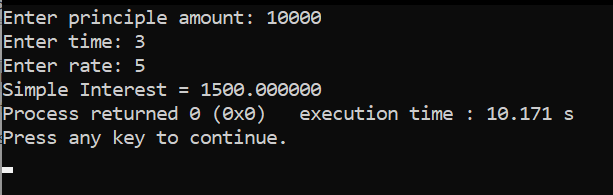 Enter principle amount: 10000
Enter time: 3
Enter rate: 5
Simple Interest = 1500.000000
Process returned 0 (0x0)   execution time : 10.171 s
Press any key to continue.